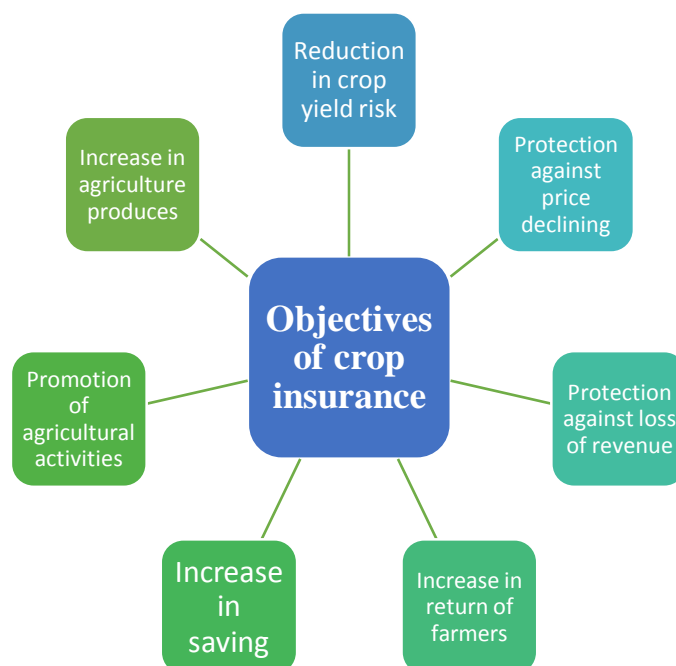 Reduction
in crop
yield risk
Protection
against
price
declining
Protection
against loss
of revenue
Increase in
return of
farmers
Increase
in
saving
Promotion
of
agricultural
activities
Increase in
agriculture
produces
Objectives
of crop
insurance